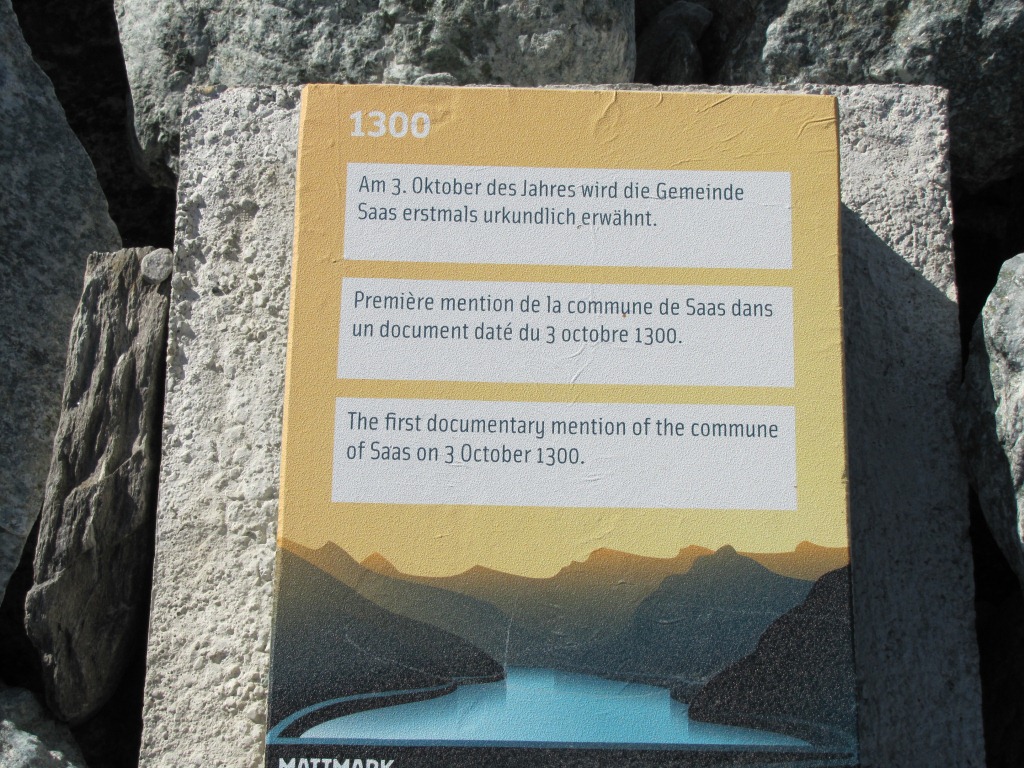 1300
Am 3. Oktober des Jahres wird die Gemeinde
Saas erstmals urkundlich erwähnt.
Première mention de la commune de Saas dans
un document daté du 3 octobre 1300.
The first documentary mention of the commune
of Saas on 3 October 1300.
MATTMARK